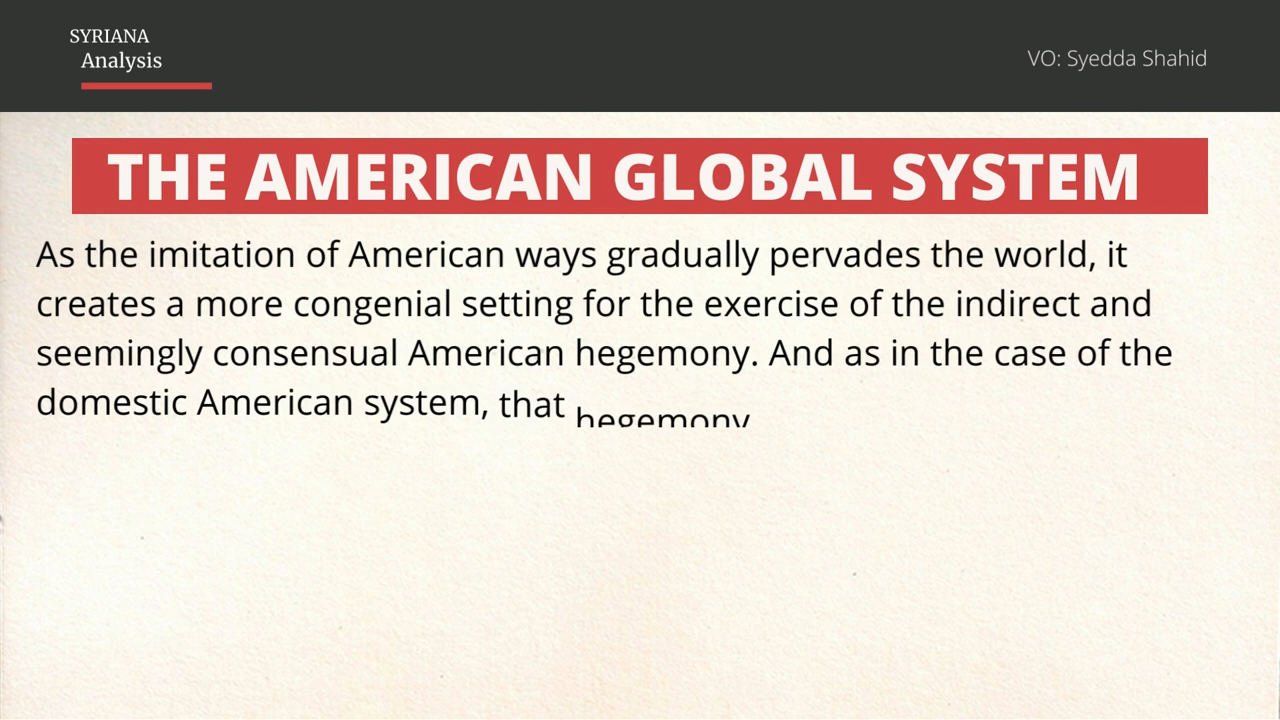 SYRIANA
Analysis
VO: Syedda Shahid
THE AMERICAN GLOBAL SYSTEM
As the imitation of American ways gradually pervades the world, it
creates a more congenial setting for the exercise of the indirect and
seemingly consensual American hegemony. And as in the case of the
domestic American system, that hegemony